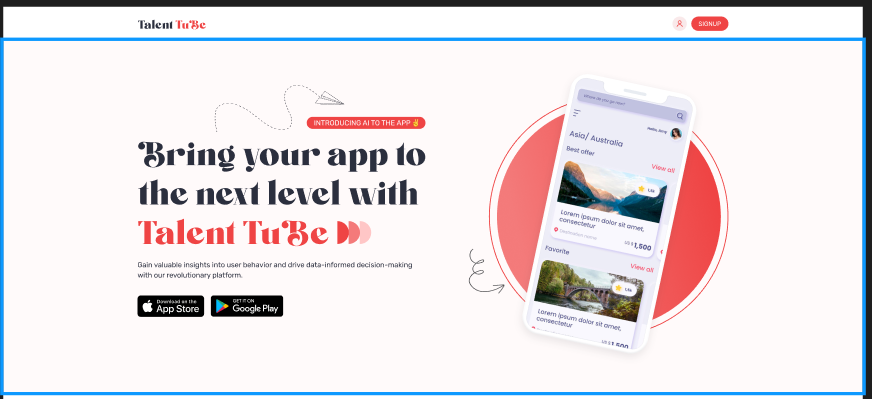 Talent TuBe
SIGNUP
INTRODUCING AI TO THE APP ✌️
Bring your app to
the next level with
Talent TuBe
Gain valuable insights into user behavior and drive data-informed decision-making
with our revolutionary platform.
Download on the
App Store
GET IT ON
Google Play
Where do you go now?
Asia/ Australia
Best offer
View all
Lorem ipsum dolor sit amet,
consectetur
US $1,500
Favorite
View all
Lorem ipsum dolor sit amet,
consectetur
US $1,500